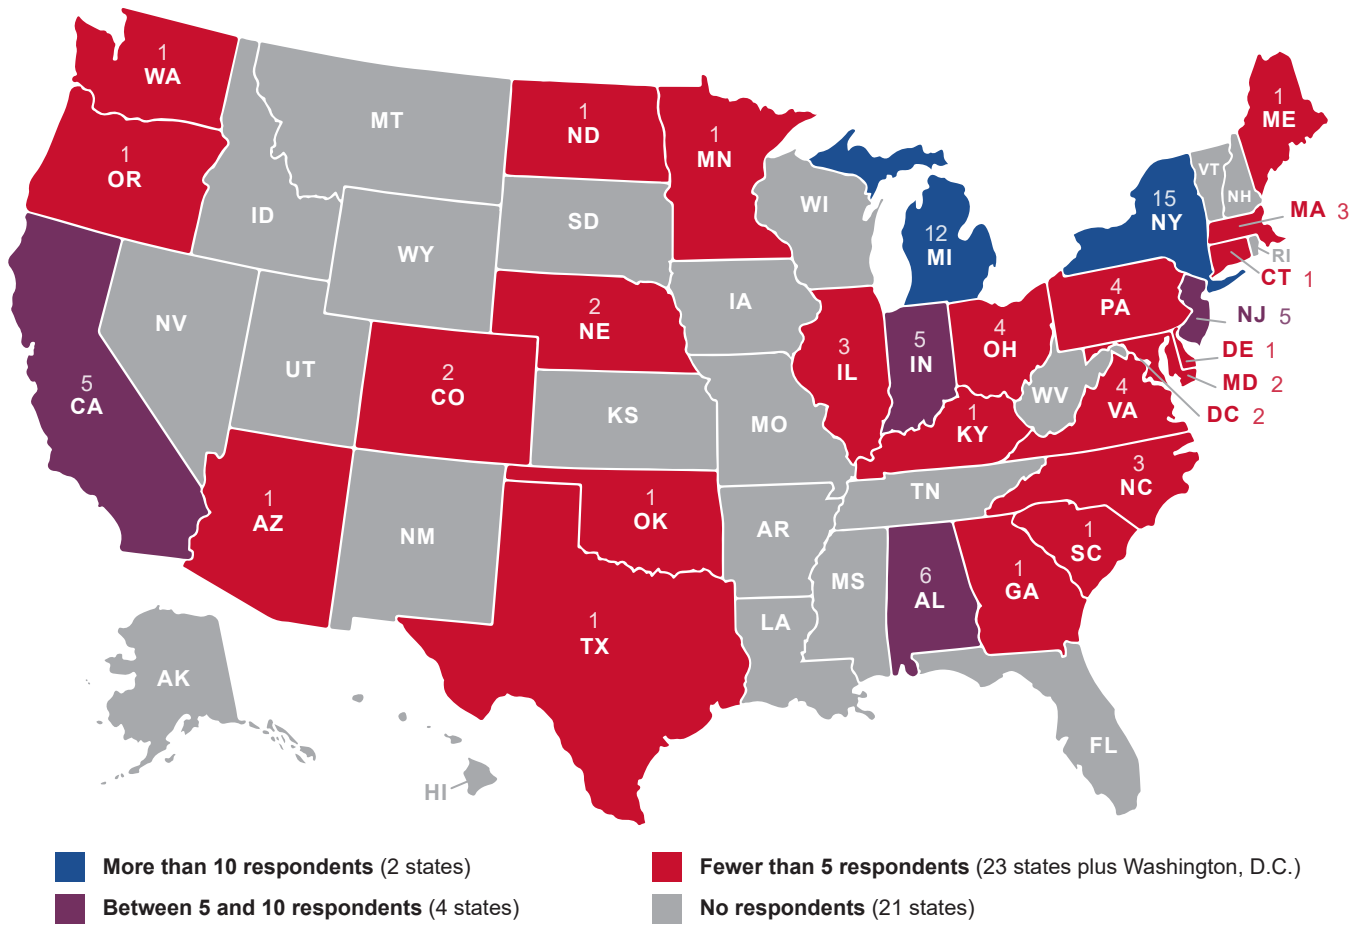 1
WA
1
OR
MT
ID
WY
NV
UT
5
CA
1
AZ
2
CO
NM
1
ND
SD
2
NE
KS
1
OK
1
TX
1
MN
IA
MO
AR
LA
WI
3
IL
12
MI
5
IN
4
OH
1
KY
TN
MS
6
AL
1
GA
FL
1
SC
3
NC
4
VA
WV
4
PA
15
NY
VT
NH
1
ME
MA 3
RI
CT 1
NJ 5
DE 1
MD 2
DC 2
AK
HI
More than 10 respondents (2 states)
Between 5 and 10 respondents (4 states)
Fewer than 5 respondents (23 states plus Washington, D.C.)
No respondents (21 states)